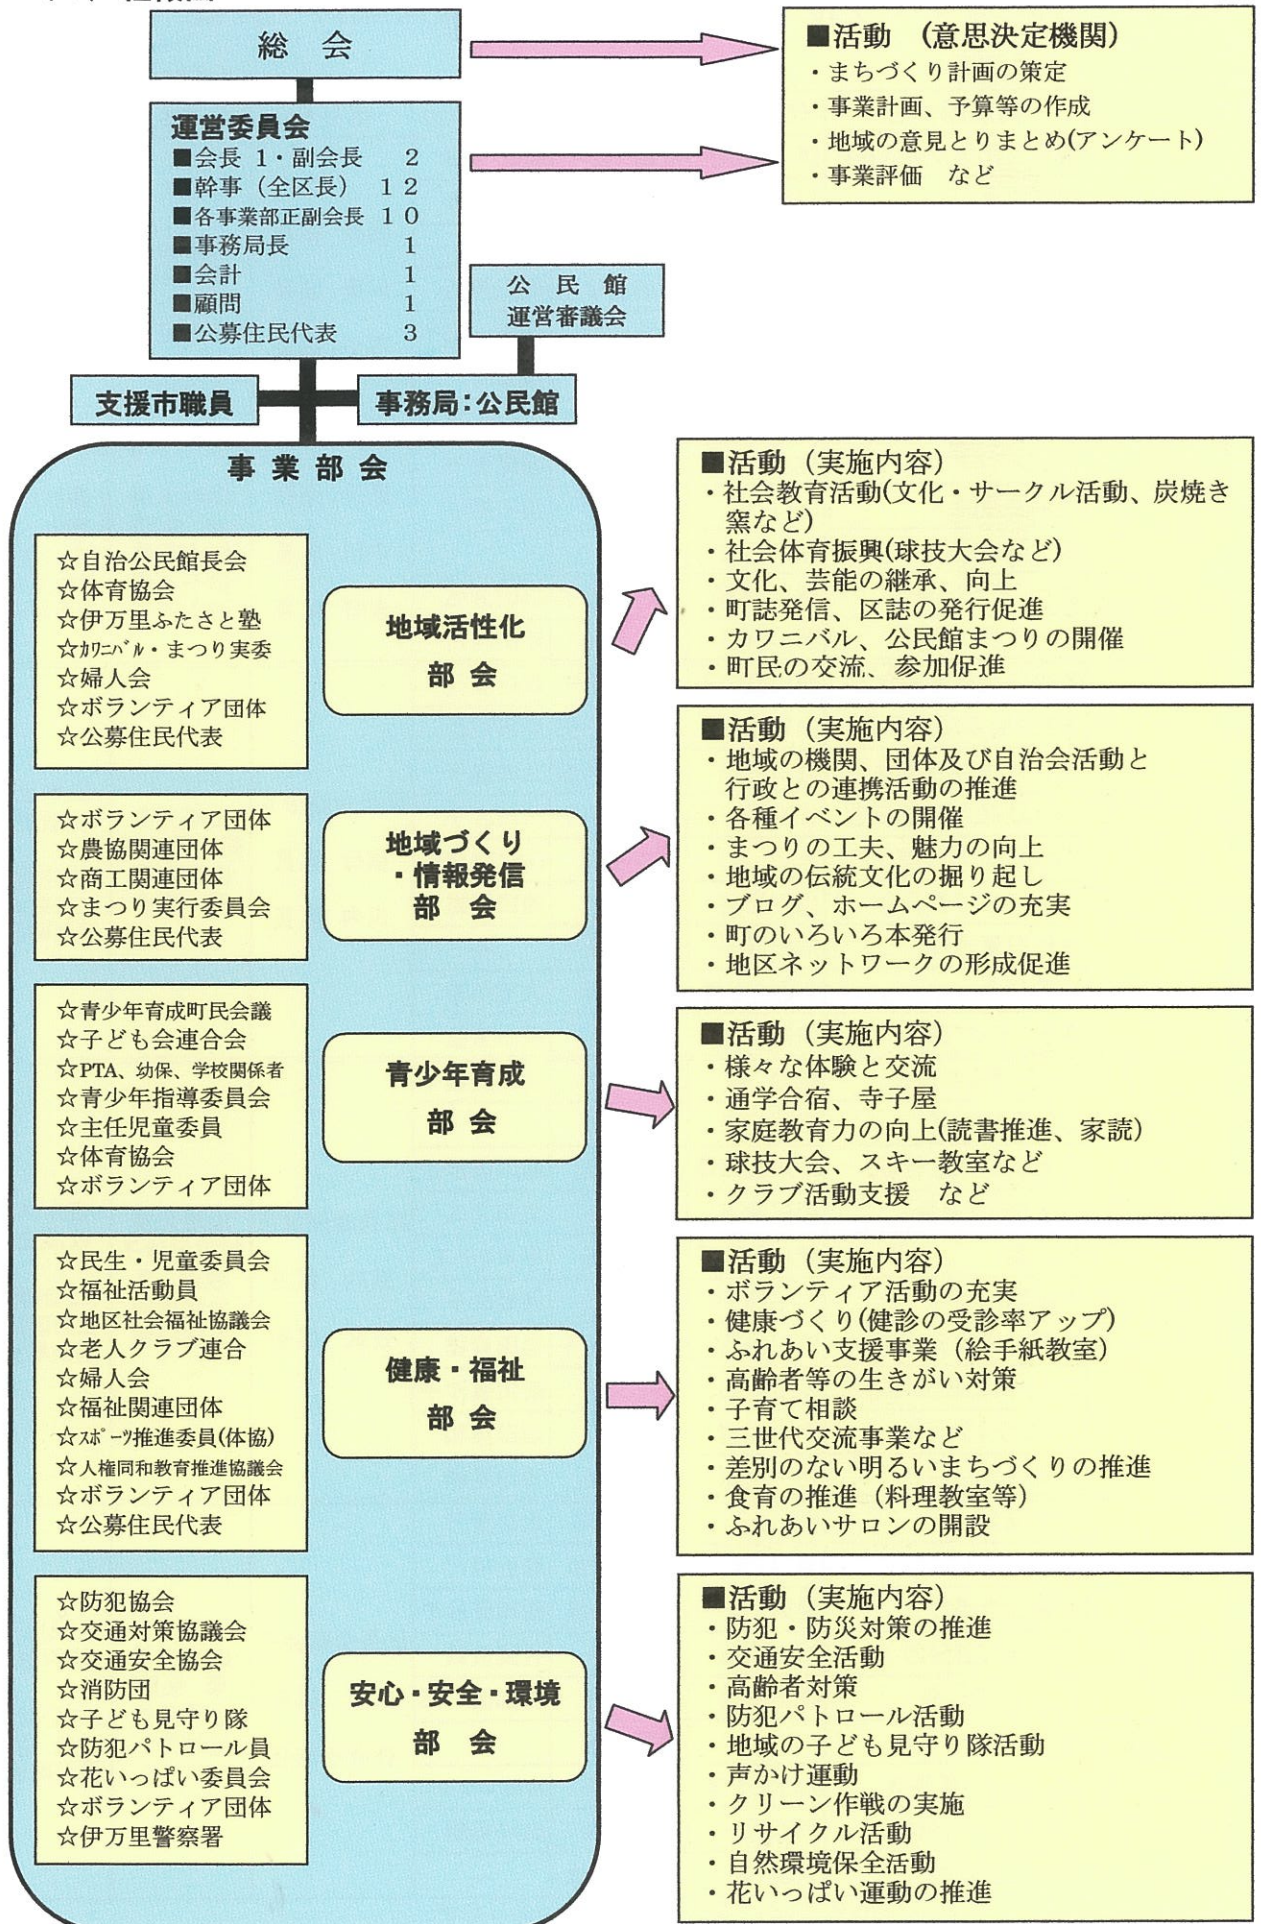 総　会
■活動　(意思決定機関)
・まちづくり計画の策定
・事業計画、予算等の作成
・地域の意見とりまとめ(アンケート)
・事業評価　など
運営委員会
■会長 1・副会長　2
■幹事（全区長）12
■各事業部正副会長 10
■事務局長　1
■会計　1
■顧問　1
■公募住民代表　3
公　民　館
運営審議会
支援市職員
事務局：公民館
事 業 部 会
☆自治公民館長会
☆体育協会
☆伊万里ふたさと塾
☆ｶﾜﾆﾊﾞﾙ・まつり実委
☆婦人会
☆ボランティア団体
☆公募住民代表
地域活性化
部 会
■活動（実施内容）
・社会教育活動(文化・サークル活動、炭焼き
窯など)
・社会体育振興(球技大会など)
・文化、芸能の継承、向上
・町誌発信、区誌の発行促進
・カワニバル、公民館まつりの開催
・町民の交流、参加促進
☆ボランティア団体
☆農協関連団体
☆商工関連団体
☆まつり実行委員会
☆公募住民代表
地域づくり
・情報発信
部　会
■活動（実施内容）
・地域の機関、団体及び自治会活動と
行政との連携活動の推進
・各種イベントの開催
・まつりの工夫、魅力の向上
・地域の伝統文化の掘り起し
・ブログ、ホームページの充実
・町のいろいろ本発行
・地区ネットワークの形成促進
☆青少年育成町民会議
☆子ども会連合会
☆PTA、幼保、学校関係者
☆青少年指導委員会
☆主任児童委員
☆体育協会
☆ボランティア団体
青少年育成
部 会
■活動（実施内容）
・様々な体験と交流
・通学合宿、寺子屋
・家庭教育力の向上(読書推進、家読）
・球技大会、スキー教室など
・クラブ活動支援　など
☆民生・児童委員会
☆福祉活動員
☆地区社会福祉協議会
☆老人クラブ連合
☆婦人会
☆福祉関連団体
☆ｽﾎﾟｰﾂ推進委員(体協)
☆人権同和教育推進協議会
☆ボランティア団体
☆公募住民代表
健康・福祉
部 会
■活動（実施内容）
・ボランティア活動の充実
・健康づくり(健診の受診率アップ)
・ふれあい支援事業（絵手紙教室）
・高齢者等の生きがい対策
・子育て相談
・三世代交流事業など
・差別のない明るいまちづくりの推進
・食育の推進（料理教室等）
・ふれあいサロンの開設
☆防犯協会
☆交通対策協議会
☆交通安全協会
☆消防団
☆子ども見守り隊
☆防犯パトロール員
☆花いっぱい委員会
☆ボランティア団体
☆伊万里警察署
安心・安全・環境
部　会
■活動（実施内容）
・防犯・防災対策の推進
・交通安全活動
・高齢者対策
・防犯パトロール活動
・地域の子ども見守り隊活動
・声かけ運動
・クリーン作戦の実施
・リサイクル活動
・自然環境保全活動
・花いっぱい運動の推進